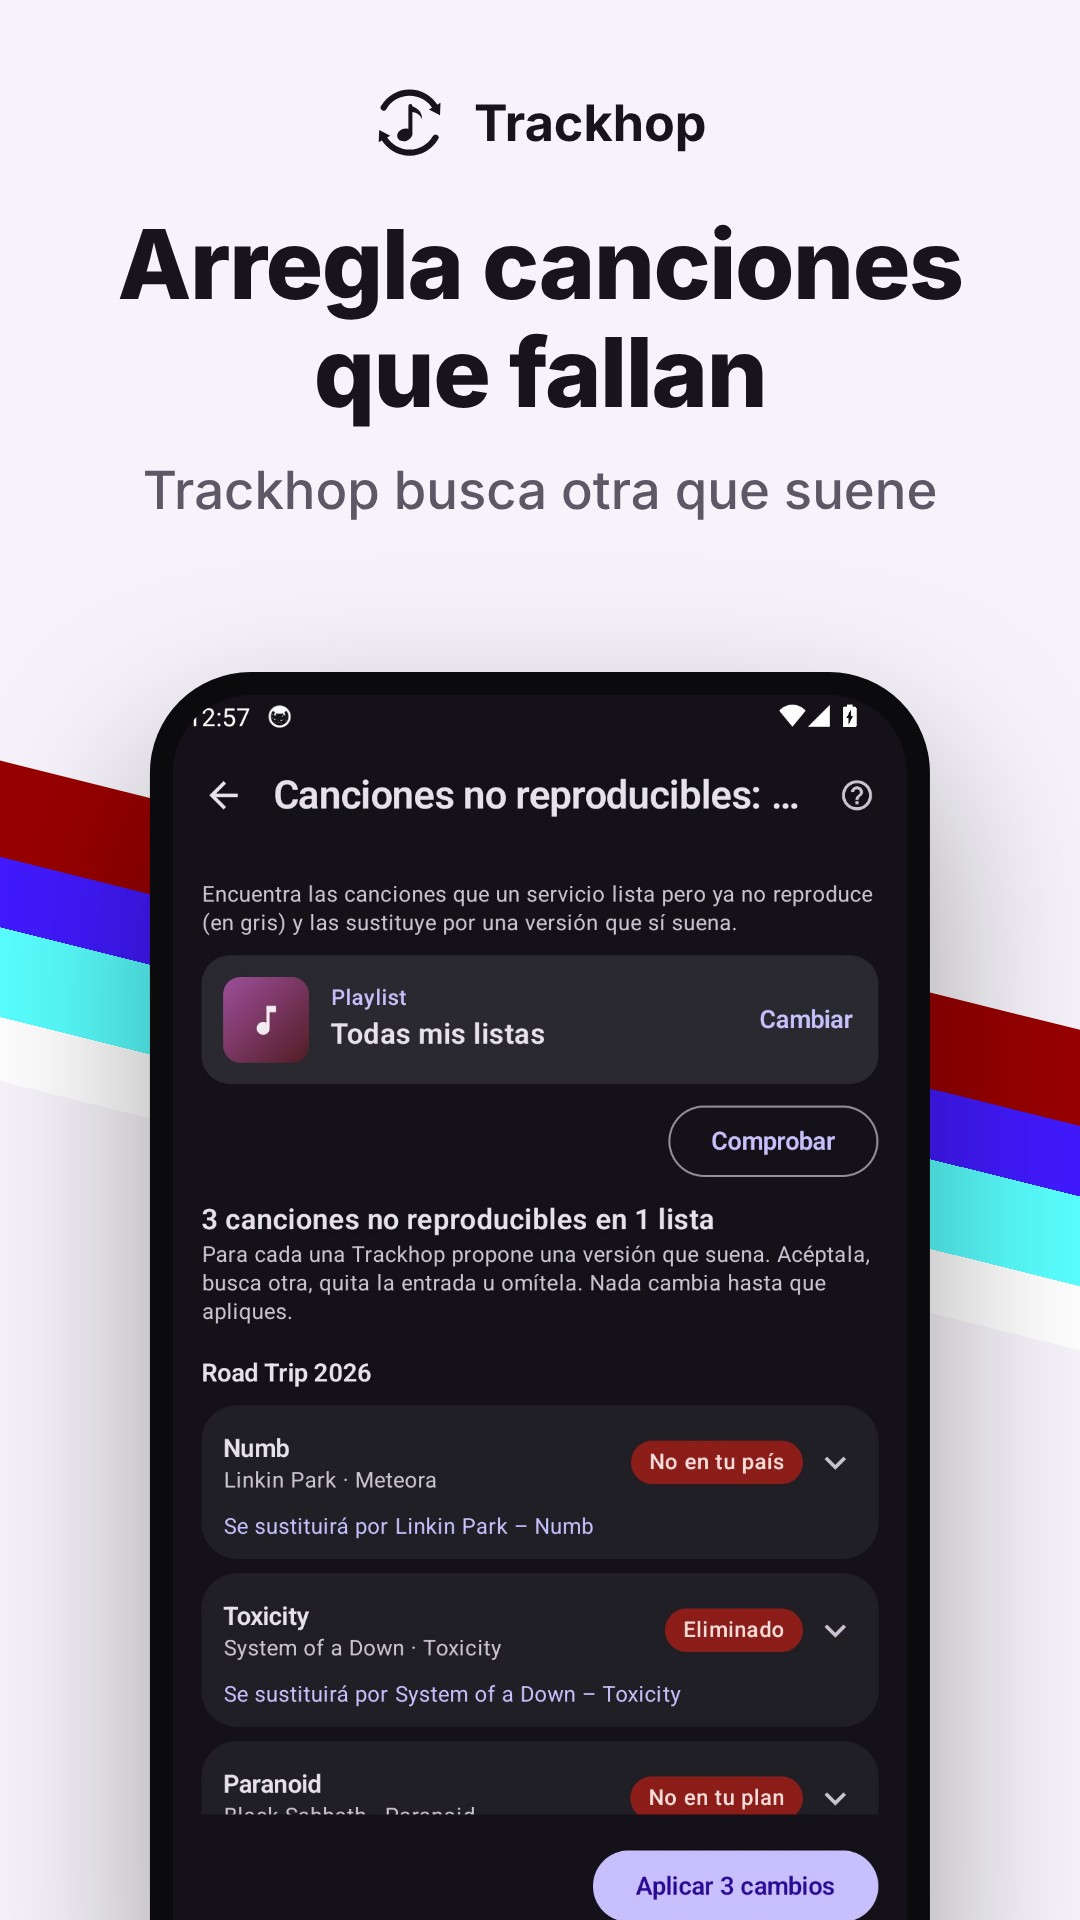 Trackhop
Arregla canciones
que fallan
Trackhop busca otra que suene
12:57
Canciones no reproducibles: ...
Encuentra las canciones que un servicio lista pero ya no reproduce
(en gris) y las sustituye por una versión que sí suena.
Playlist
Todas mis listas
Cambiar
Comprobar
3 canciones no reproducibles en 1 lista
Para cada una Trackhop propone una versión que suena. Acéptala,
busca otra, quita la entrada u omítela. Nada cambia hasta que
apliques.
Road Trip 2026
Numb
No en tu país
Linkin Park · Meteora
Se sustituirá por Linkin Park – Numb
Toxicity
Eliminado
System of a Down · Toxicity
Se sustituirá por System of a Down – Toxicity
Paranoid
No en tu plan
Black Sabbath · Paranoid
Aplicar 3 cambios